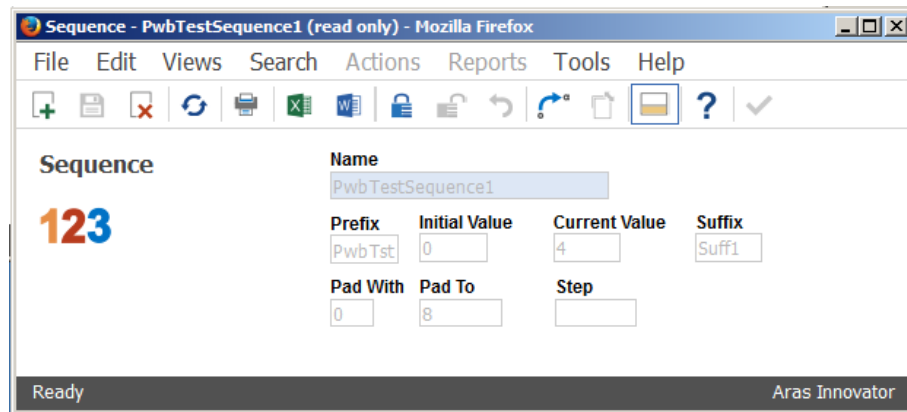 Sequence - PwbTestSequence1 (read only) - Mozilla Firefox
File Edit Views Search Actions Reports Tools Help
Sequence
123
Name
PwbTestSequence1
Prefix Initial Value Current Value Suffix
PwbTst 0 4 Suff1
Pad With Pad To Step
0 8
Ready Aras Innovator